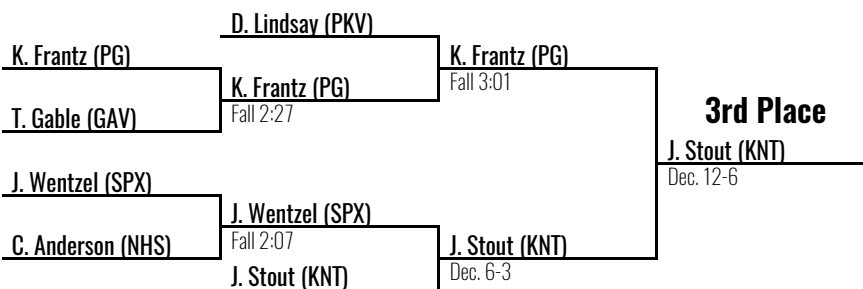 D. Lindsay (PKV)
K. Frantz (PG)
K. Frantz (PG)
K. Frantz (PG)
Fall 3:01
Fall 2:27
T. Gable (GAV)
3rd Place
J. Stout (KNT)
Dec. 12-6
J. Wentzel (SPX)
J. Wentzel (SPX)
Fall 2:07
C. Anderson (NHS)
J. Stout (KNT)
Dec. 6-3
J. Stout (KNT)